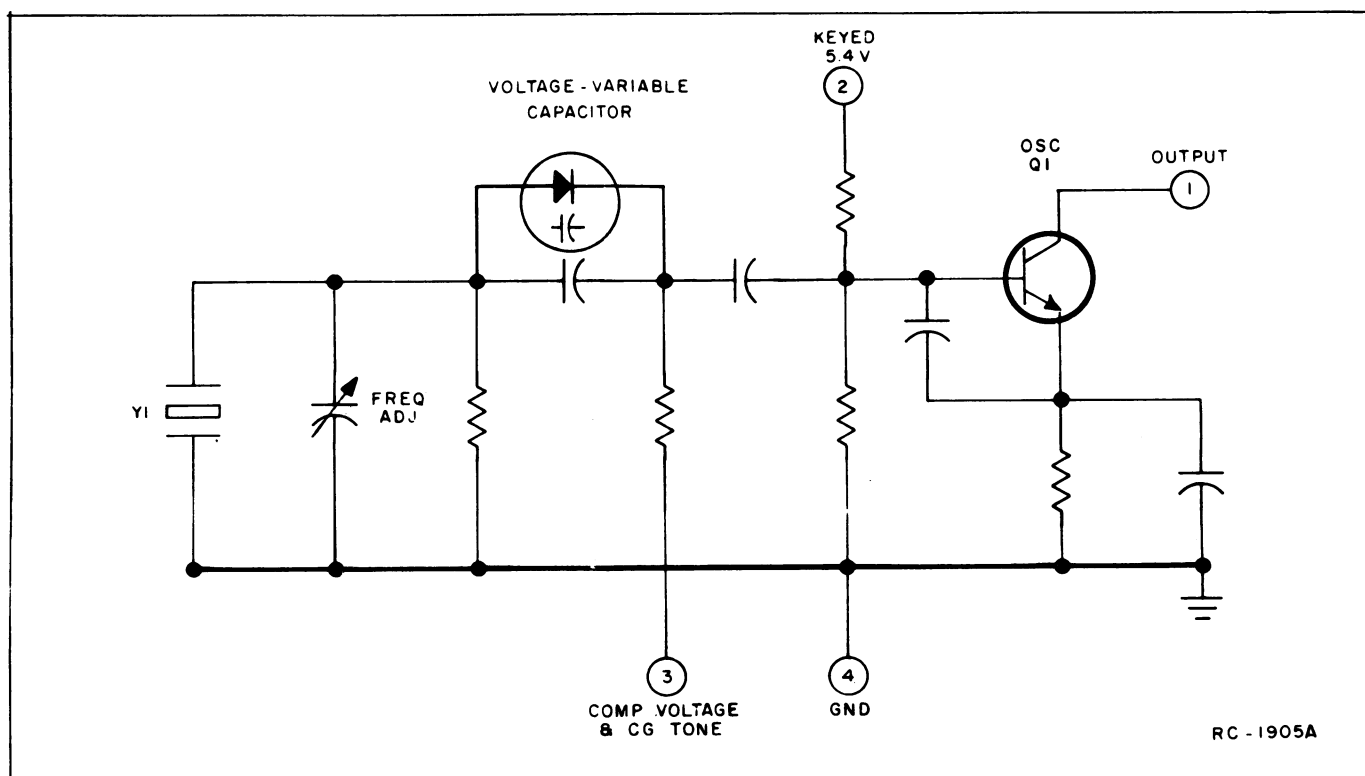 KEYED
5.4 V
2
VOLTAGE - VARIABLE
CAPACITOR
OSC
Q1
OUTPUT
1
Y1
FREQ
ADJ
3
COMP VOLTAGE
& CG TONE
4
GND
RC - 1905A